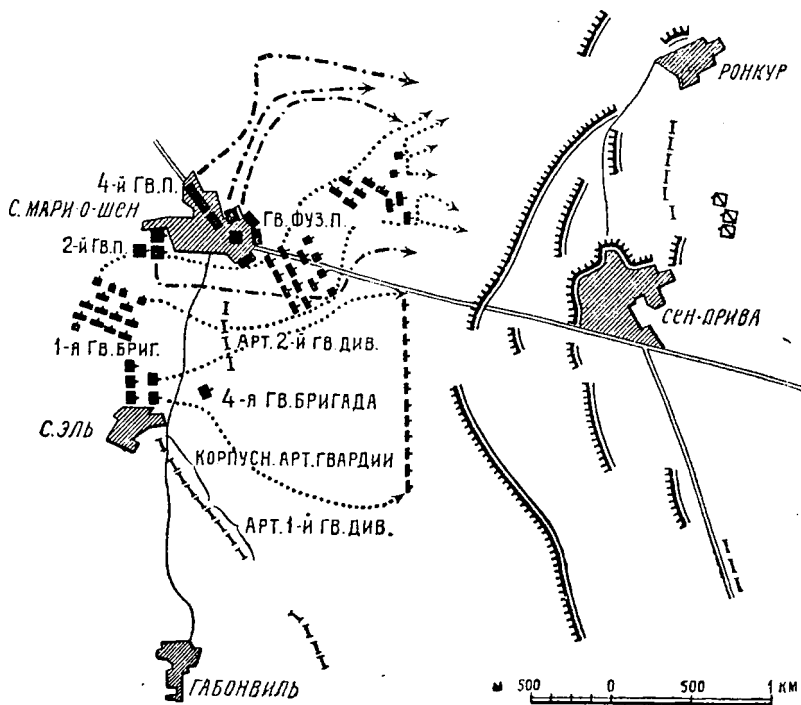 РОНКУР
4-й ГВ.П.
С. МАРИ-О-ШЕН
ГВ. ФУЗ. П.
2-й ГВ.П.
СЕН-ПРИВА
1-я ГВ.БРИГ.
АРТ. 2-й ГВ. ДИВ.
4-я ГВ. БРИГАДА
С. ЭЛЬ
КОРПУСН. АРТ. ГВАРДИИ
АРТ. 1-й ГВ. ДИВ.
ГАБОНВИЛЬ
500 0 500 1 КМ